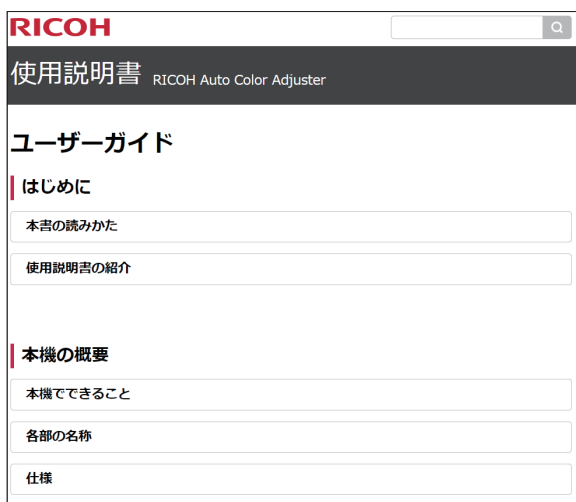 RICOH
使用説明書 RICOH Auto Color Adjuster
ユーザーガイド
はじめに
本書の読みかた
使用説明書の紹介
本機の概要
本機でできること
各部の名称
仕様